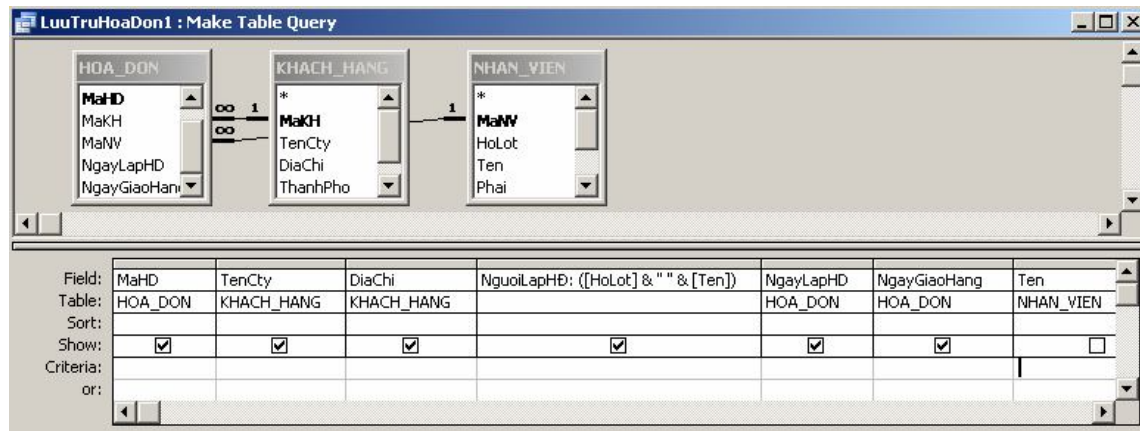 LuuTruHoaDon1 : Make Table Query
HOA_DON
MaHD
MaKH
MaNV
NgayLapHD
NgayGiaoHan
∞ 1
∞
KHACH_HANG
*
MaKH
TenCty
DiaChi
ThanhPho
1
NHAN_VIEN
*
MaNV
HoLot
Ten
Phai
Field: MaHD TenCty DiaChi NguoiLapHĐ: ([HoLot] & " " & [Ten]) NgayLapHD NgayGiaoHang Ten
Table: HOA_DON KHACH_HANG KHACH_HANG HOA_DON HOA_DON NHAN_VIEN
Sort:
Show:
Criteria:
or: